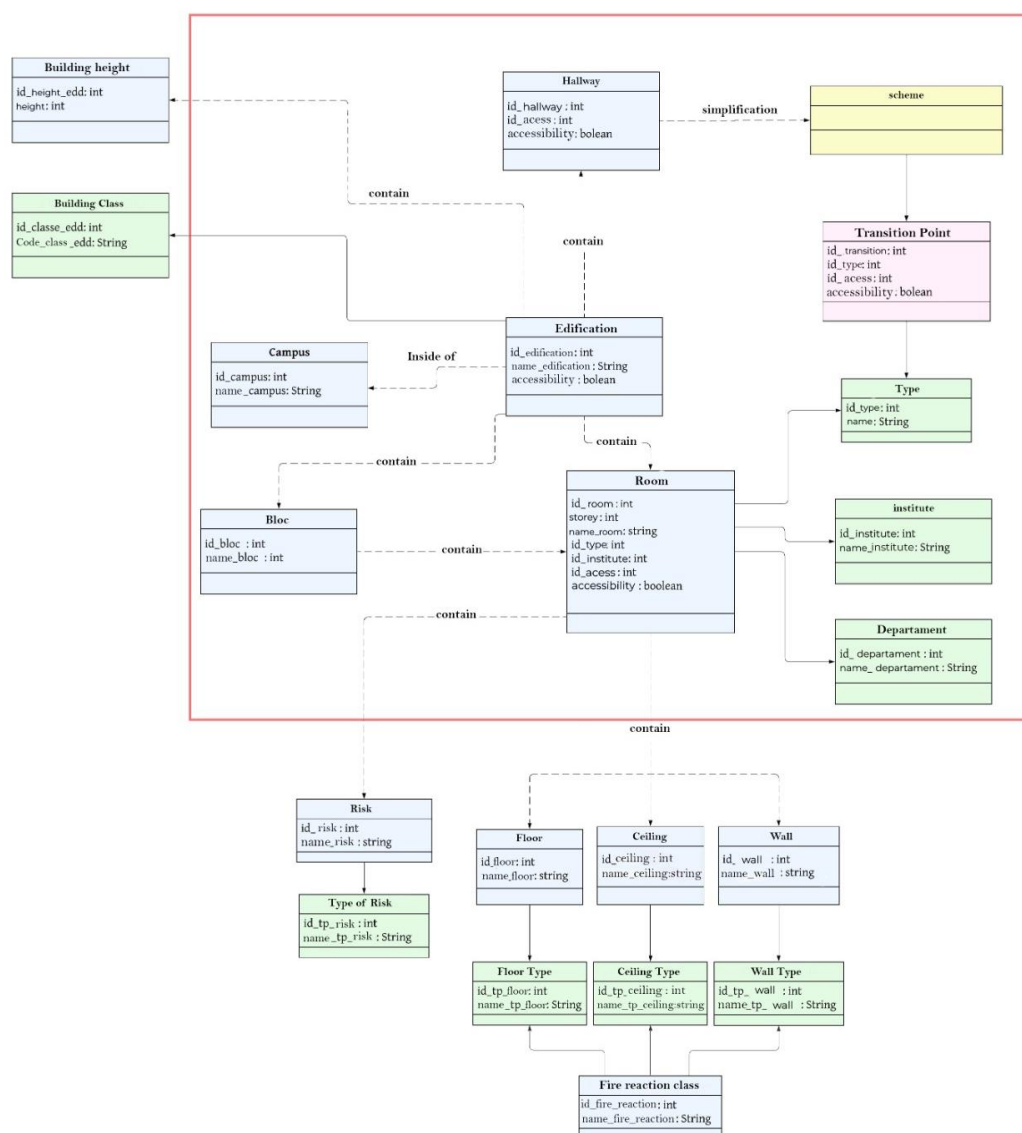 Building height
id_height_edd: int
height: int
Hallway
id_hallway : int
id_acess : int
accessibility: bolean
simplification
scheme
contain
Building Class
id_classe_edd: int
Code_class_edd: String
contain
Transition Point
id_ transition: int
id_type: int
id_ acess: int
accessibility: bolean
Edification
id_edification: int
name_edification : String
accessibility : bolean
Inside of
Campus
id_campus: int
name_campus: String
Type
id_type: int
name: String
contain
contain
Room
id_ room : int
storey: int
name_room: string
id_type: int
id_institute: int
id_acess: int
accessibility : boolean
Bloc
id_bloc : int
name_bloc : int
contain
institute
id_institute: int
name_institute: String
contain
Departament
id_ departament : int
name_ departament : String
contain
Risk
id_ risk : int
name_risk : string
Floor
id_floor: int
name_floor: string
Ceiling
id_ceiling : int
name_ceiling:string
Wall
id_ wall : int
name_wall : string
Type of Risk
id_tp_risk : int
name_tp_risk : String
Floor Type
id_tp_floor: int
name_tp_floor: String
Ceiling Type
id_tp_ceiling : int
name_tp_ceiling:string
Wall Type
id_tp_ wall : int
name_tp_ wall : String
Fire reaction class
id_fire_reaction: int
name_fire_reaction: String